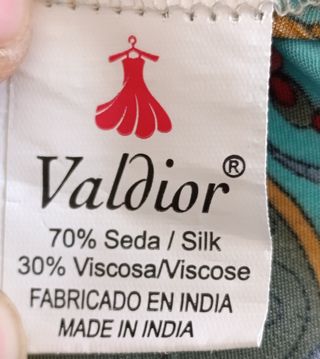 Valdior®
70% Seda / Silk
30% Viscosa/Viscose
FABRICADO EN INDIA
MADE IN INDIA